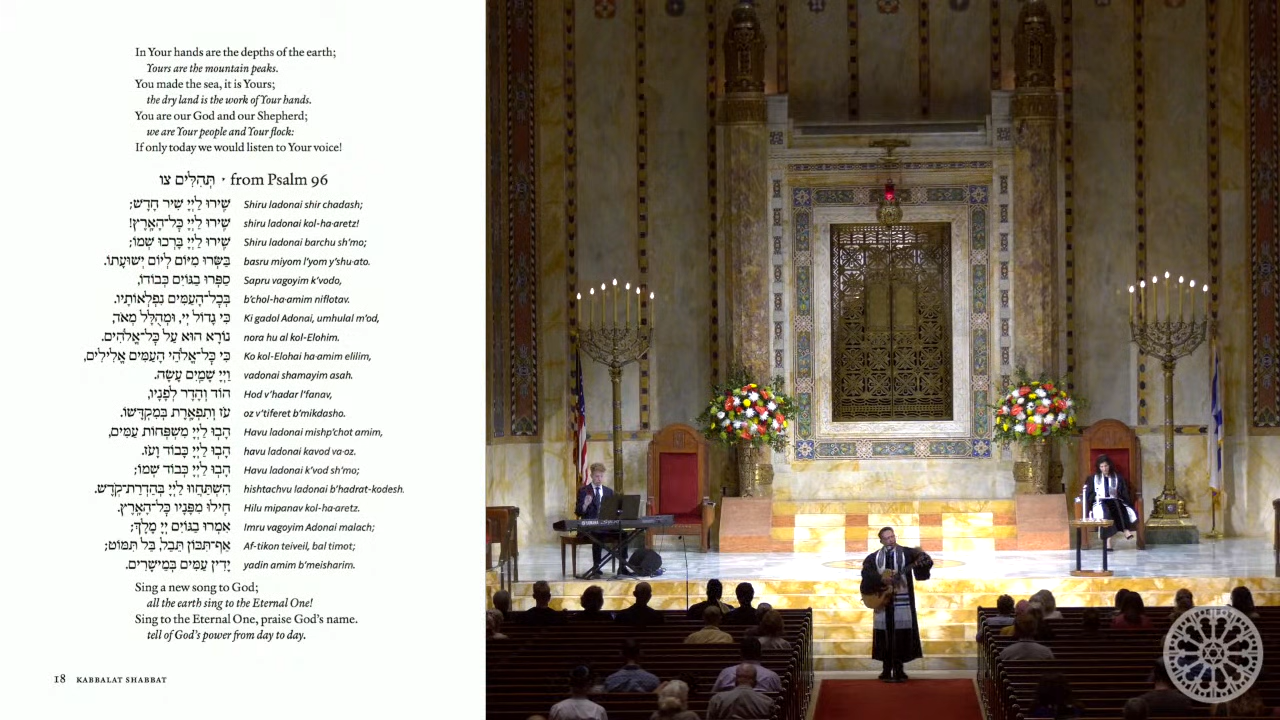 In Your hands are the depths of the earth;
Yours are the mountain peaks.
You made the sea, it is Yours;
the dry land is the work of Your hands.
You are our God and our Shepherd;
we are Your people and Your flock:
If only today we would listen to Your voice!
תְּהִלִּים צו · from Psalm 96
שִׁירוּ לַיְיָ שִׁיר חָדָשׁ; Shiru ladonai shir chadash;
שִׁירוּ לַיְיָ כׇּל־הָאָֽרֶץ! shiru ladonai kol-ha·aretz!
שִׁירוּ לַיְיָ בָּרְכוּ שְׁמוֹ; Shiru ladonai barchu sh'mo;
בַּשְּׂרוּ מִיּוֹם לְיוֹם יְשׁוּעָתוֹ. basru miyom l'yom y'shu·ato.
סַפְּרוּ בַגּוֹיִם כְּבוֹדוֹ, Sapru vagoyim k'vodo,
בְּכׇל־הָעַמִּים נִפְלְאוֹתָיו. b'chol-ha·amim niflotav.
כִּי גָדוֹל יְיָ, וּמְהֻלָּל מְאֹד, Ki gadol Adonai, umhulal m'od,
נוֹרָא הוּא עַל כׇּל־אֱלֹהִים. nora hu al kol-Elohim.
כִּי כׇּל־אֱלֹהֵי הָעַמִּים אֱלִילִים, Ko kol-Elohai ha·amim elilim,
וַייָ שָׁמַֽיִם עָשָׂה. vadonai shamayim asah.
הוֹד וְהָדָר לְפָנָיו, Hod v'hadar l'fanav,
עֹז וְתִפְאֶֽרֶת בְּמִקְדָּשׁוֹ. oz v'tiferet b'mikdasho.
הָבוּ לַיְיָ מִשְׁפְּחוֹת עַמִּים, Havu ladonai mishp'chot amim,
הָבוּ לַיְיָ כָּבוֹד וָעֹז. havu ladonai kavod va·oz.
הָבוּ לַיְיָ כְּבוֹד שְׁמוֹ; Havu ladonai k'vod sh'mo;
הִשְׁתַּחֲווּ לַיְיָ בְּהַדְרַת־קֹֽדֶשׁ. hishtachvu ladonai b'hadrat-kodesh.
חִֽילוּ מִפָּנָיו כׇּל־הָאָֽרֶץ. Hilu mipanav kol-ha·aretz.
אִמְרוּ בַגּוֹיִם יְיָ מָלָךְ; Imru vagoyim Adonai malach;
אַף־תִּכּוֹן תֵּבֵל, בַּל תִּמּוֹט; Af-tikon teiveil, bal timot;
יָדִין עַמִּים בְּמֵישָׁרִים. yadin amim b'meisharim.
Sing a new song to God;
all the earth sing to the Eternal One!
Sing to the Eternal One, praise God's name.
tell of God's power from day to day.
18 KABBALAT SHABBAT
YAMAHA